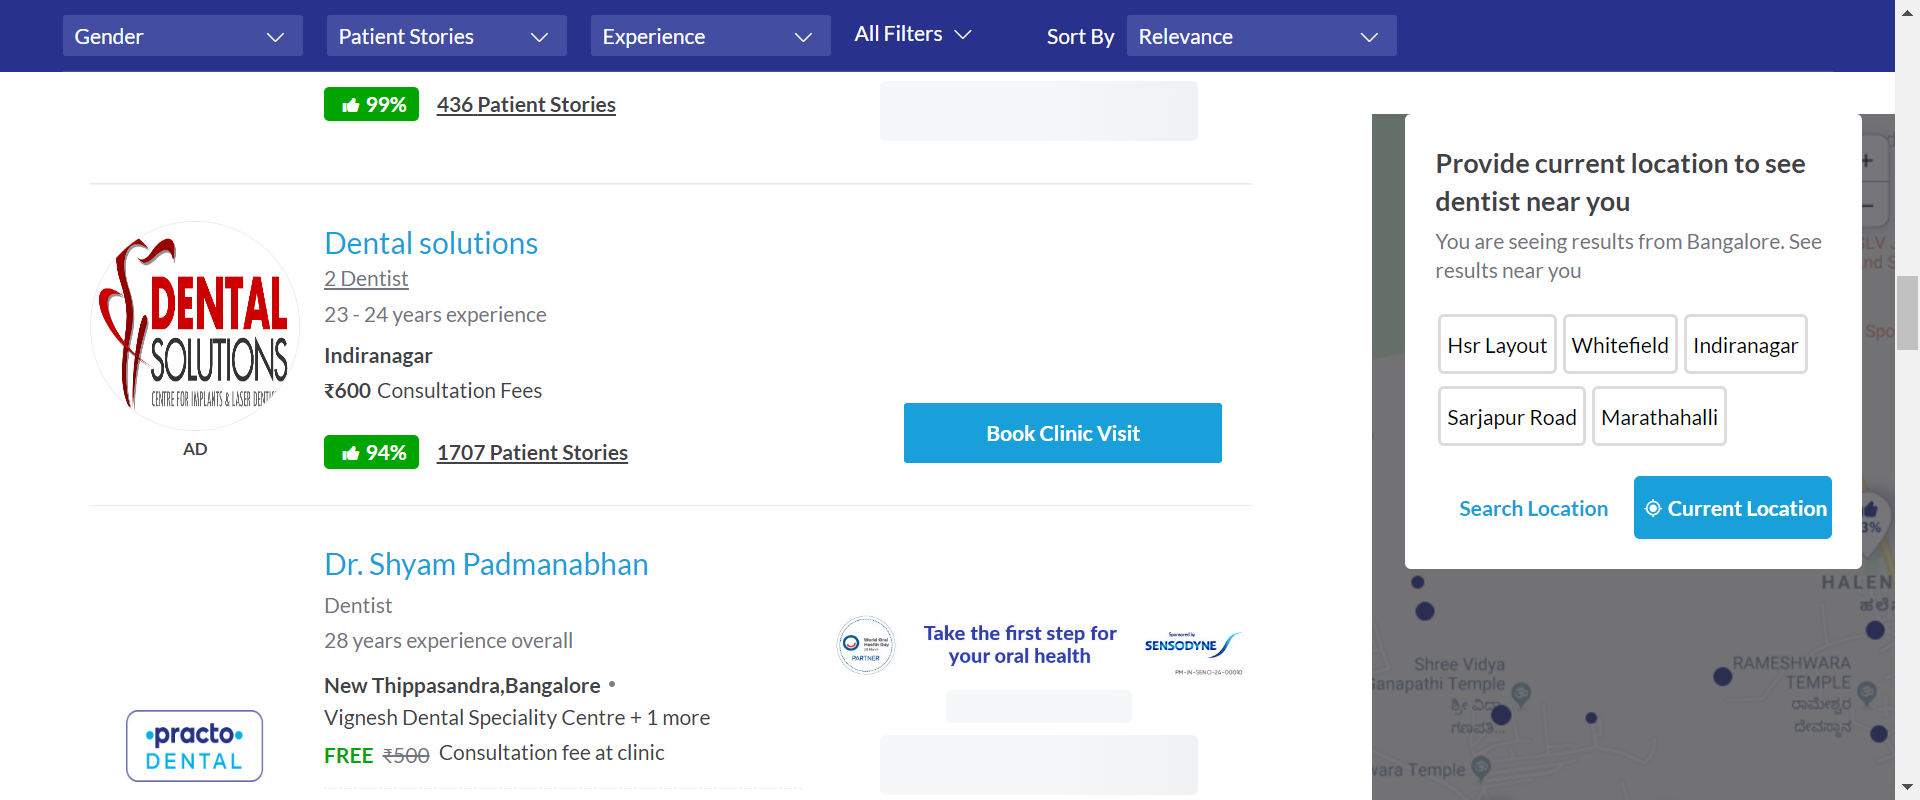 Gender
Patient Stories
Experience
All Filters
Sort By
Relevance
99%
436 Patient Stories
DENTAL
SOLUTIONS
CENTRE FOR IMPLANTS & LASER
AD
Dental solutions
2 Dentist
23 - 24 years experience
Indiranagar
₹600 Consultation Fees
94%
1707 Patient Stories
Book Clinic Visit
Dr. Shyam Padmanabhan
Dentist
28 years experience overall
New Thippasandra,Bangalore •
Vignesh Dental Speciality Centre + 1 more
FREE ₹500 Consultation fee at clinic
•practo•
DENTAL
World Oral
Health Day
PARTNER
Take the first step for
your oral health
Sponsored by
SENSODYNE
PM-IN-SENO-24-00010
Provide current location to see
dentist near you
You are seeing results from Bangalore. See
results near you
Hsr Layout
Whitefield
Indiranagar
Sarjapur Road
Marathahalli
Search Location
Current Location
3%
HALEN
Shree Vidya
Ganapathi Temple
ಶ್ರೀ ವಿದ್ಯಾ
ಗಣಪತಿ...
RAMESHWARA
TEMPLE
ರಾಮೇಶ್ವರ
ದೇವಸ್ಥಾನ
wara Temple